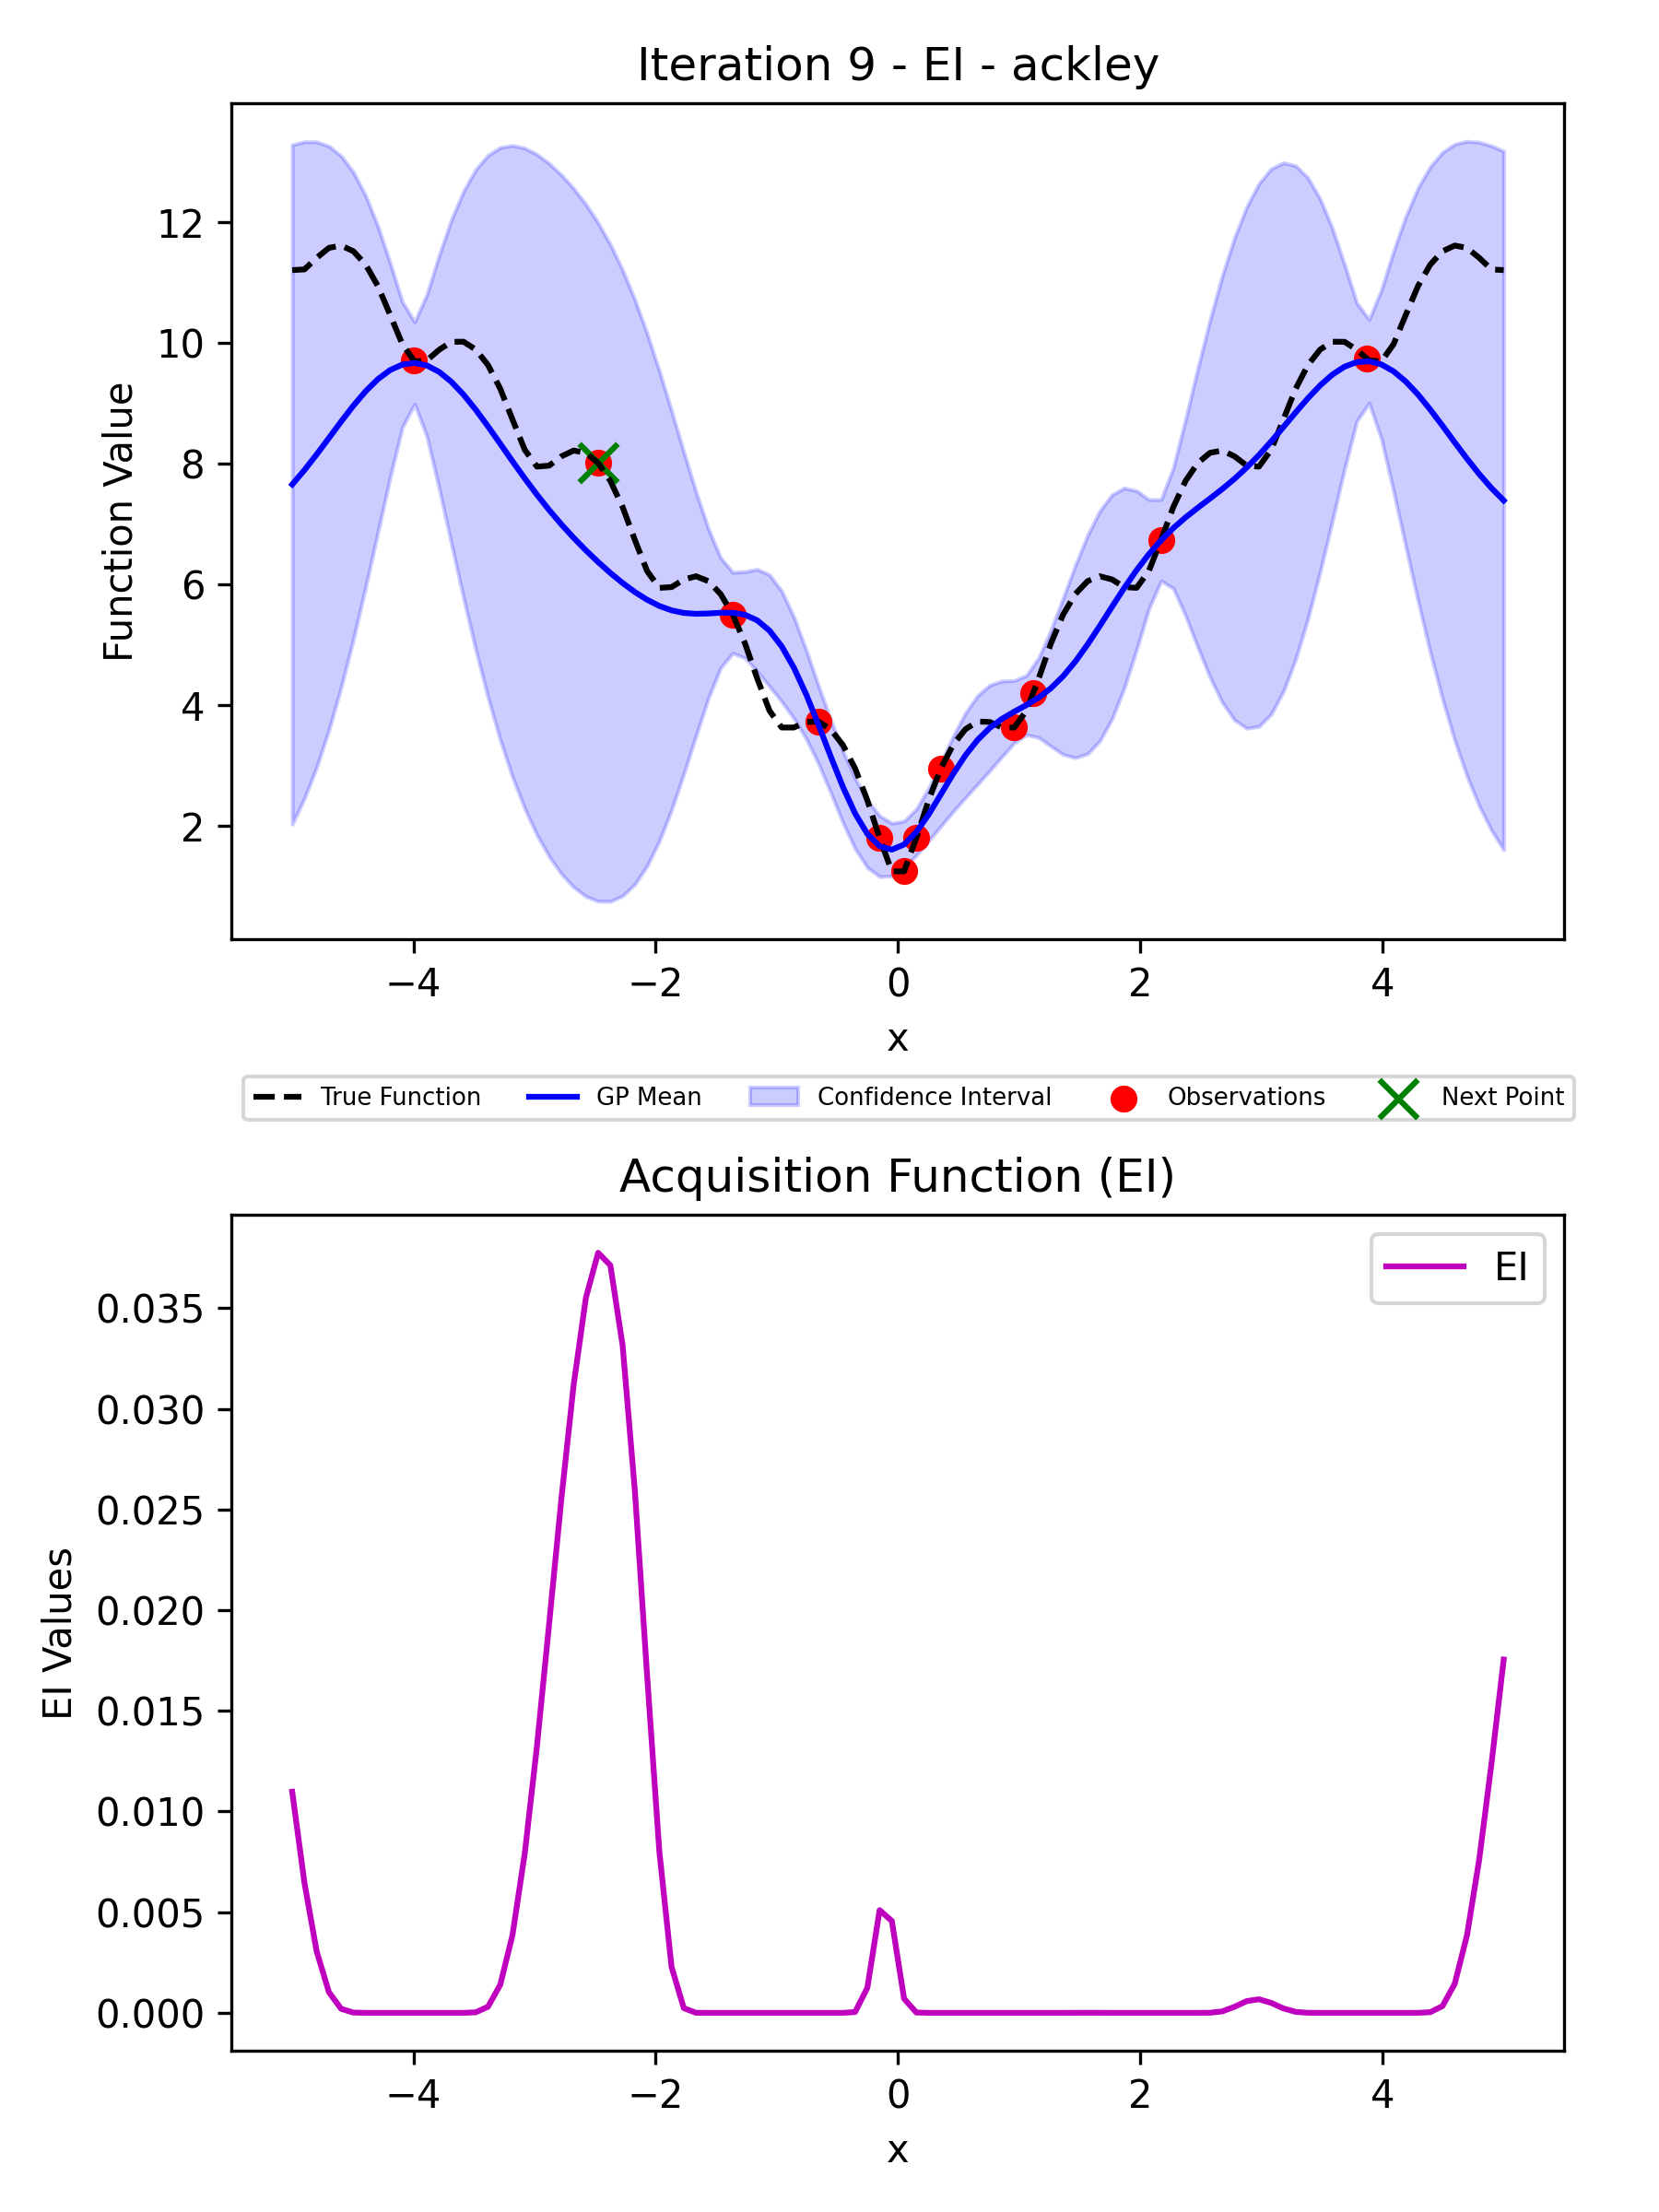 Iteration 9 - EI - ackley
Function Value
12
10
8
6
4
2
−4 −2 0 2 4
x
True Function GP Mean Confidence Interval Observations Next Point
Acquisition Function (EI)
EI
EI Values
0.035
0.030
0.025
0.020
0.015
0.010
0.005
0.000
−4 −2 0 2 4
x